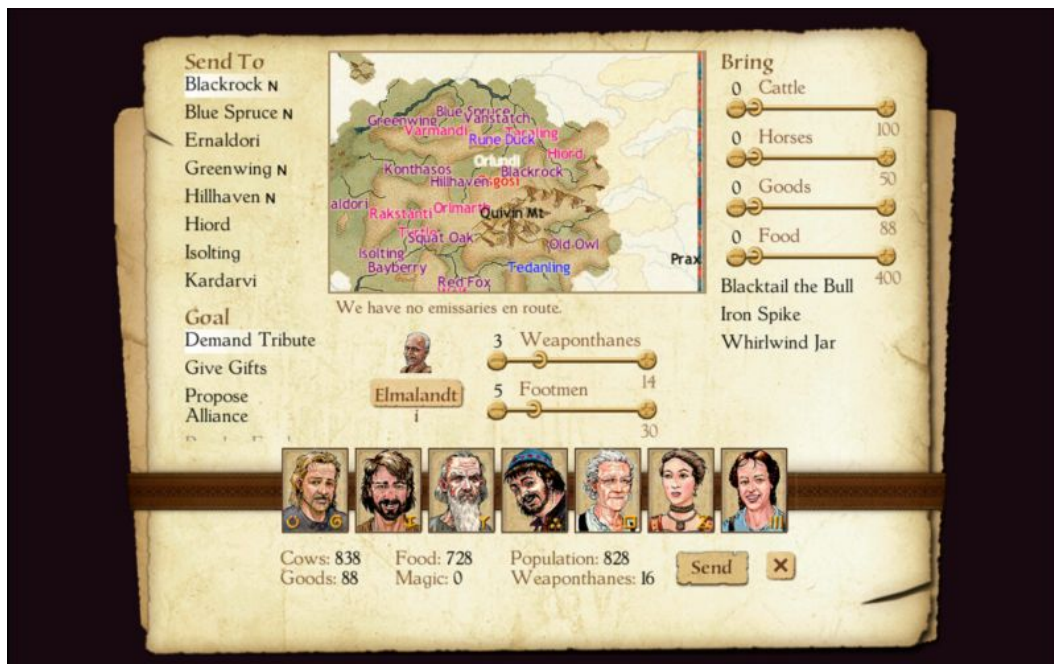 Send To
Blackrock N
Blue Spruce N
Ernaldori
Greenwing N
Hillhaven N
Hiord
Isolting
Kardarvi
Goal
Demand Tribute
Give Gifts
Propose
Alliance
Blue Spruce
Greenwing
Vanstatch
Varmandi
Taraling
Rune Duck
Hiord
Orlundi
Konthasos
Blackrock
Hillhaven
aldori
Rakstanti
Orimarth
Quivin Mt
Squat Oak
Old Owl
Isolting
Bayberry
Tedanling
Prax
Red Fox
We have no emissaries en route.
Elmalandt
i
3 Weaponthanes
14
5 Footmen
30
Bring
0 Cattle
100
0 Horses
50
0 Goods
88
0 Food
400
Blacktail the Bull
Iron Spike
Whirlwind Jar
Cows: 838 Food: 728 Population: 828
Goods: 88 Magic: 0 Weaponthanes: 16
Send